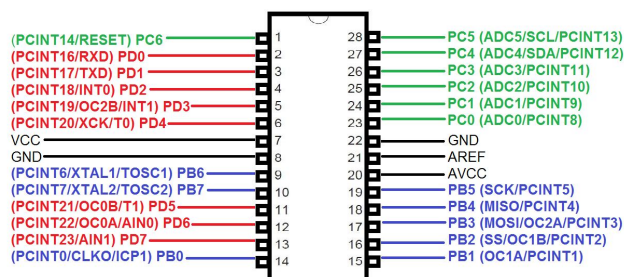 (PCINT14/RESET) PC6 1 28 PC5 (ADC5/SCL/PCINT13)
(PCINT16/RXD) PD0 2 27 PC4 (ADC4/SDA/PCINT12)
(PCINT17/TXD) PD1 3 26 PC3 (ADC3/PCINT11)
(PCINT18/INT0) PD2 4 25 PC2 (ADC2/PCINT10)
(PCINT19/OC2B/INT1) PD3 5 24 PC1 (ADC1/PCINT9)
(PCINT20/XCK/T0) PD4 6 23 PC0 (ADC0/PCINT8)
VCC 7 22 GND
GND 8 21 AREF
(PCINT6/XTAL1/TOSC1) PB6 9 20 AVCC
(PCINT7/XTAL2/TOSC2) PB7 10 19 PB5 (SCK/PCINT5)
(PCINT21/OC0B/T1) PD5 11 18 PB4 (MISO/PCINT4)
(PCINT22/OC0A/AIN0) PD6 12 17 PB3 (MOSI/OC2A/PCINT3)
(PCINT23/AIN1) PD7 13 16 PB2 (SS/OC1B/PCINT2)
(PCINT0/CLKO/ICP1) PB0 14 15 PB1 (OC1A/PCINT1)